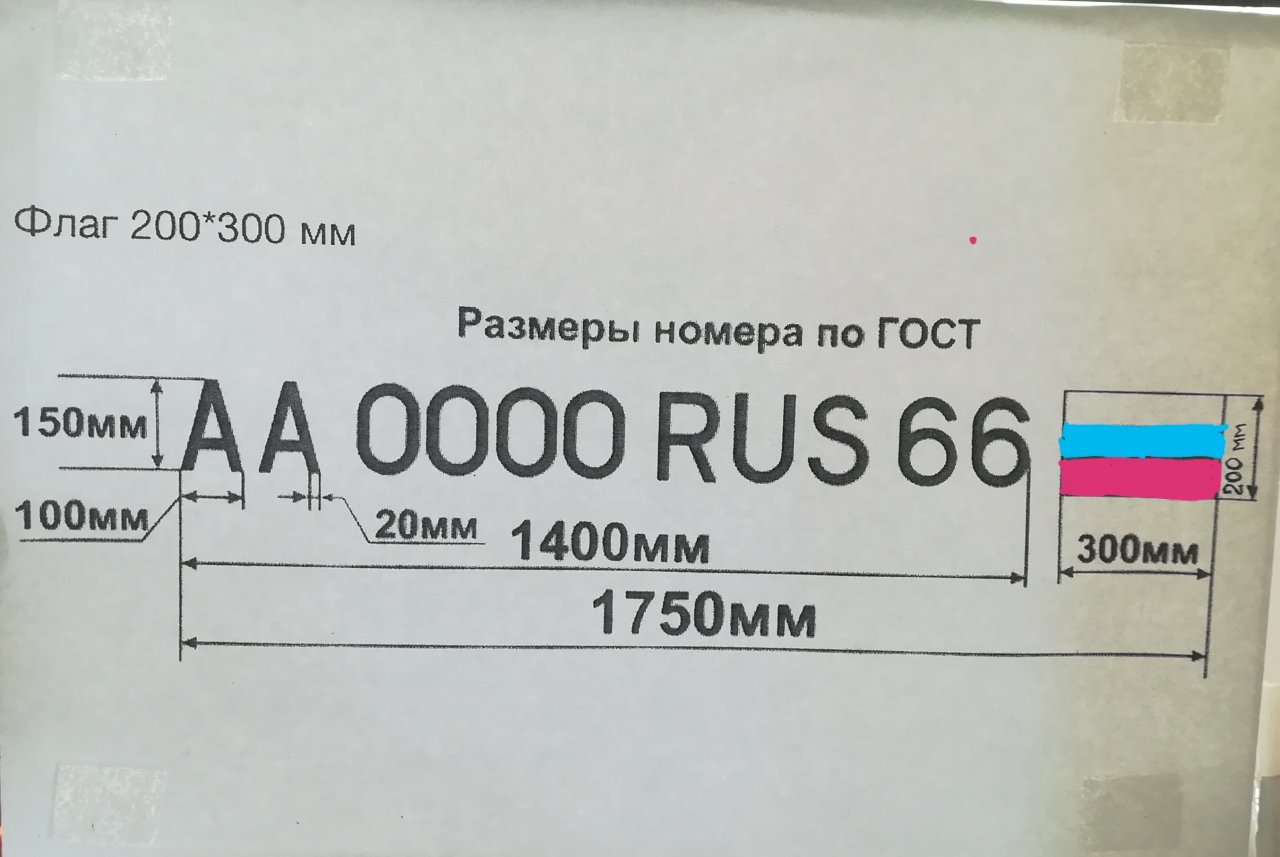 Флаг 200*300 мм
Размеры номера по ГОСТ
150мм
АА 0000 RUS 66
200 мм
100мм
20мм
1400мм
300мм
1750мм